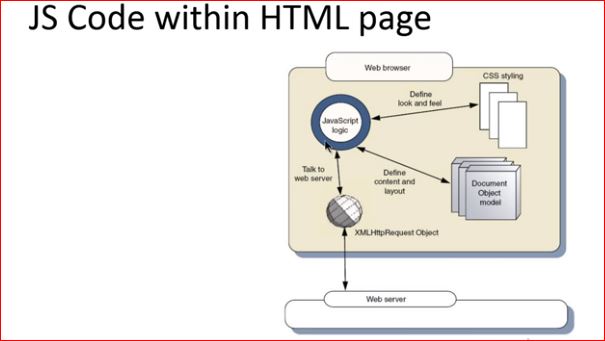 JS Code within HTML page
Web browser
CSS styling
Define
look and feel
JavaScript
logic
Talk to
web server
Define
content and
layout
Document
Object
model
XMLHttpRequest Object
Web server